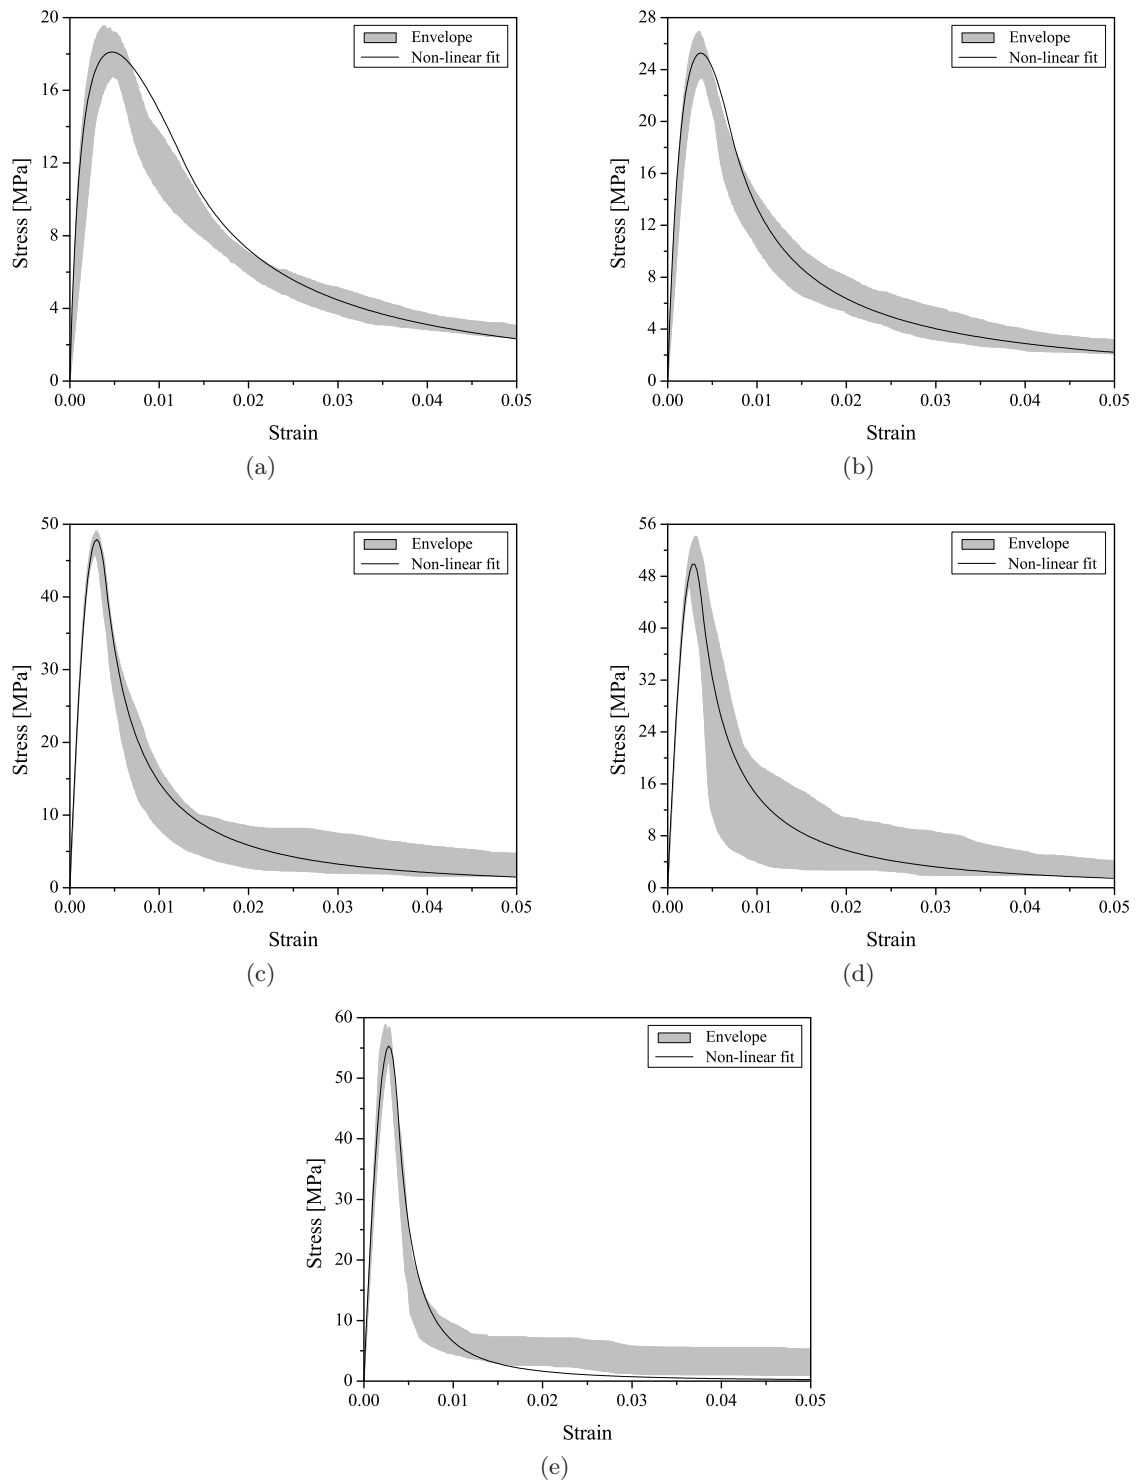 20
16
12
8
4
0
Stress [MPa]
Envelope
Non-linear fit
0.00 0.01 0.02 0.03 0.04 0.05
Strain
(a)
28
24
20
16
12
8
4
0
Stress [MPa]
Envelope
Non-linear fit
0.00 0.01 0.02 0.03 0.04 0.05
Strain
(b)
50
40
30
20
10
0
Stress [MPa]
Envelope
Non-linear fit
0.00 0.01 0.02 0.03 0.04 0.05
Strain
(c)
56
48
40
32
24
16
8
0
Stress [MPa]
Envelope
Non-linear fit
0.00 0.01 0.02 0.03 0.04 0.05
Strain
(d)
60
50
40
30
20
10
0
Stress [MPa]
Envelope
Non-linear fit
0.00 0.01 0.02 0.03 0.04 0.05
Strain
(e)